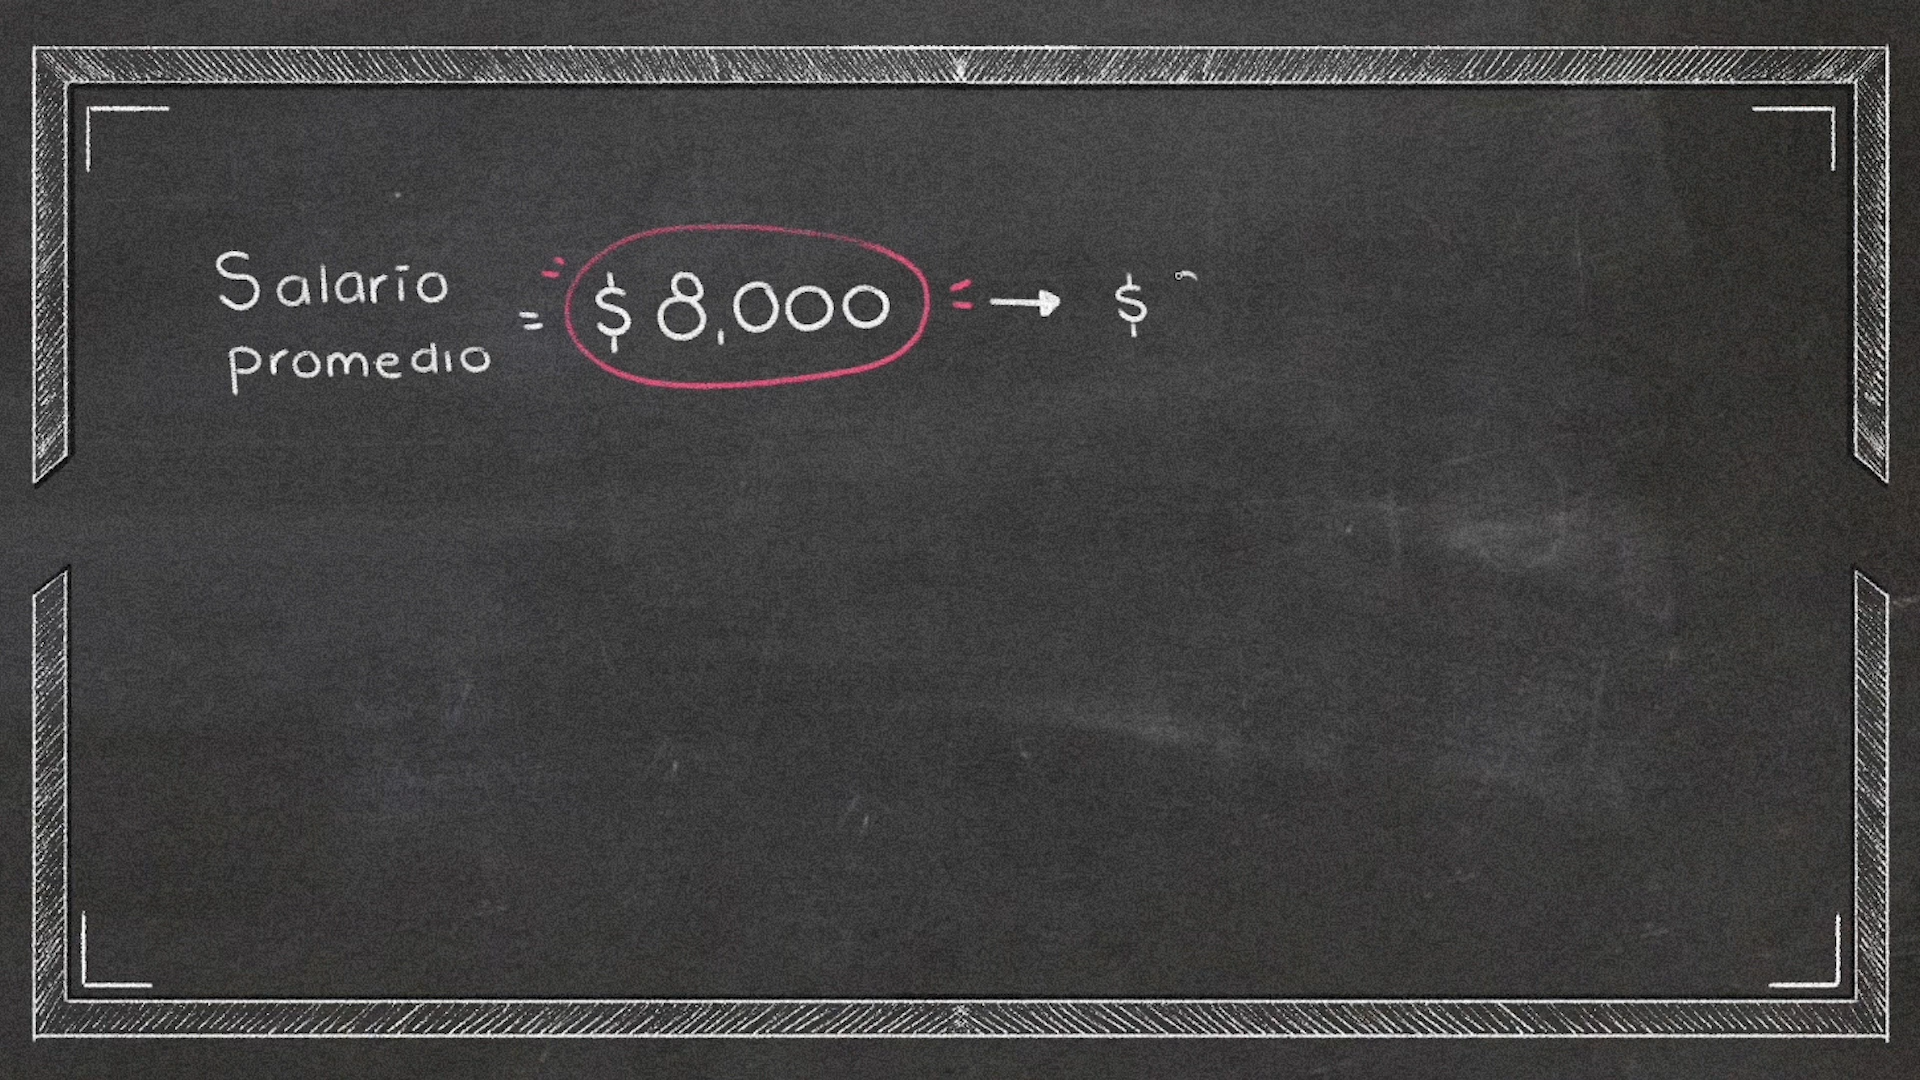 Salario
promedio = $ 8,000 → $